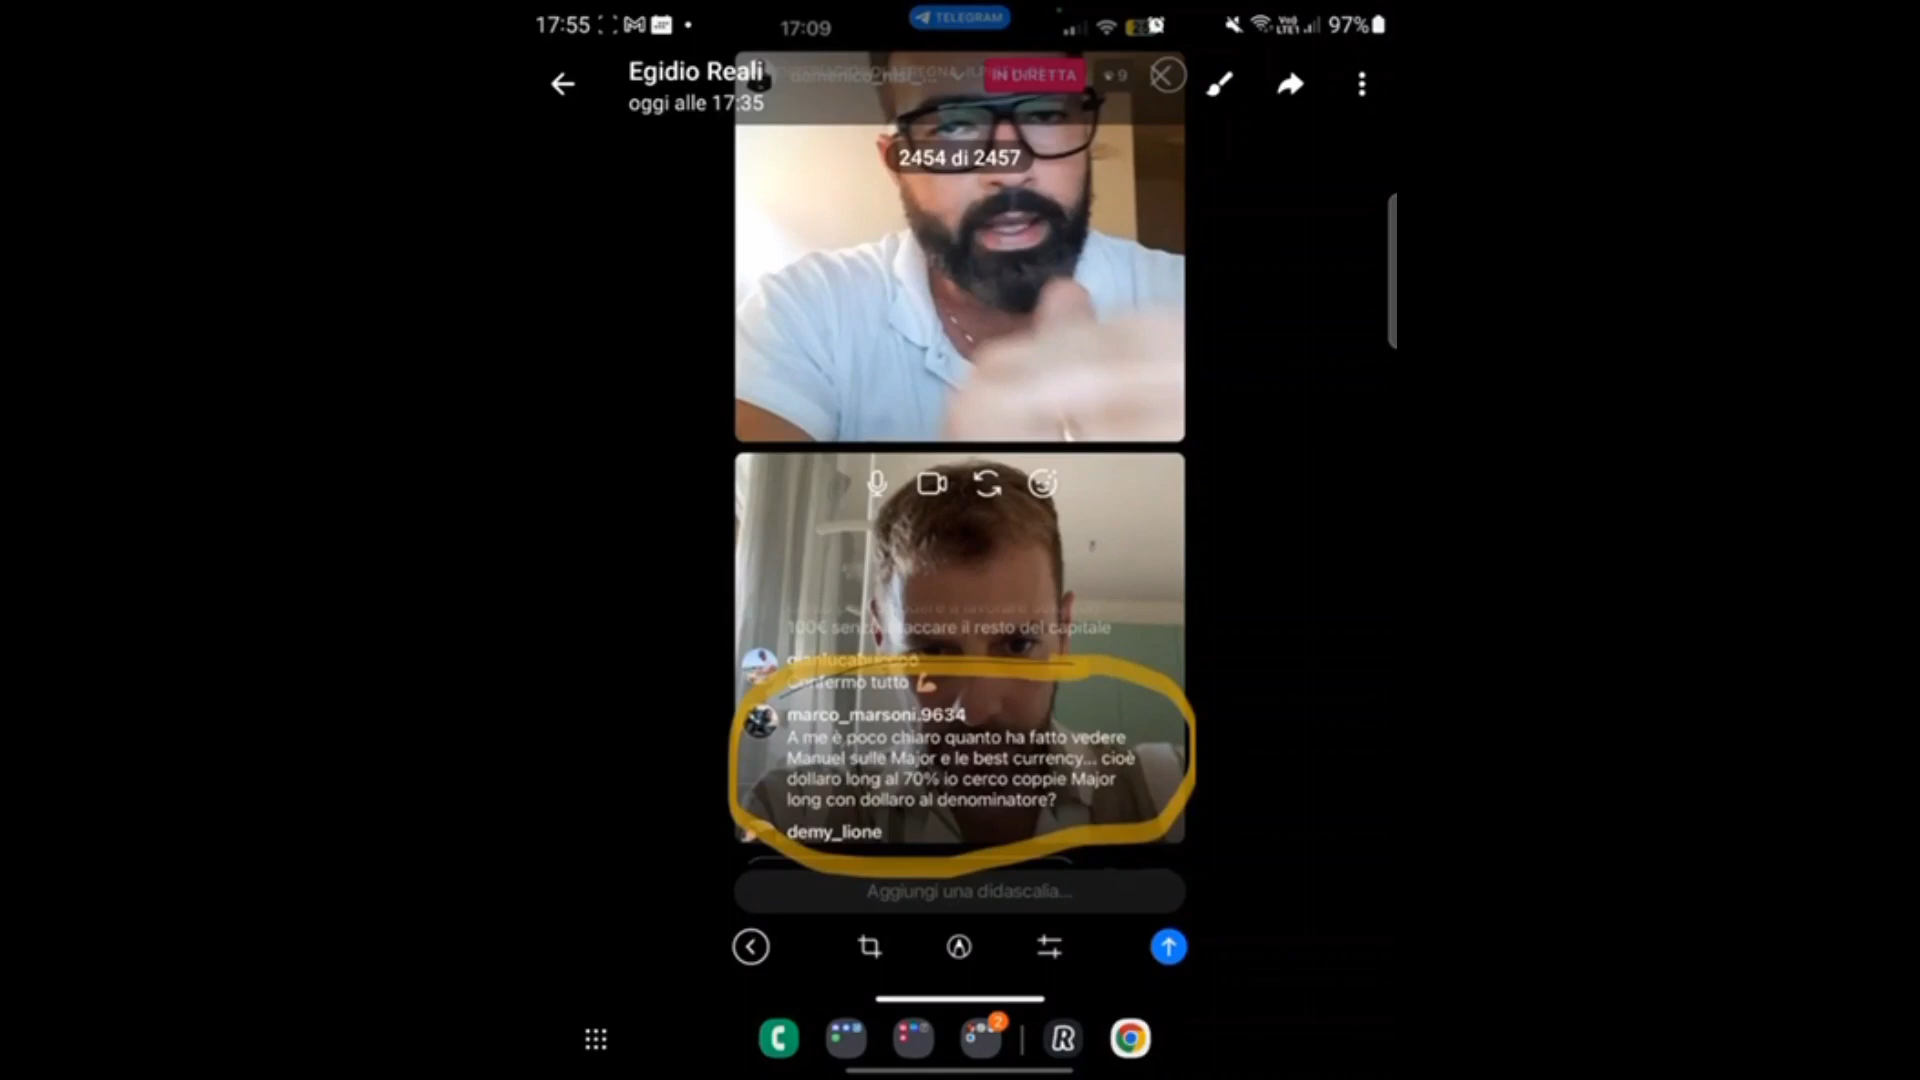 17:55
17:09
TELEGRAM
97%
Egidio Reali
oggi alle 17:35
IN DIRETTA
9
2454 di 2457
100€ senza
accare il resto del capitale
Confermo tutto
marco_marsoni.9634
A me è poco chiaro quanto ha fatto vedere
Manuel sulle Major e le best currency... cioè
dollaro long al 70% io cerco coppie Major
long con dollaro al denominatore?
demy_lione
Aggiungi una didascalia...
2
R